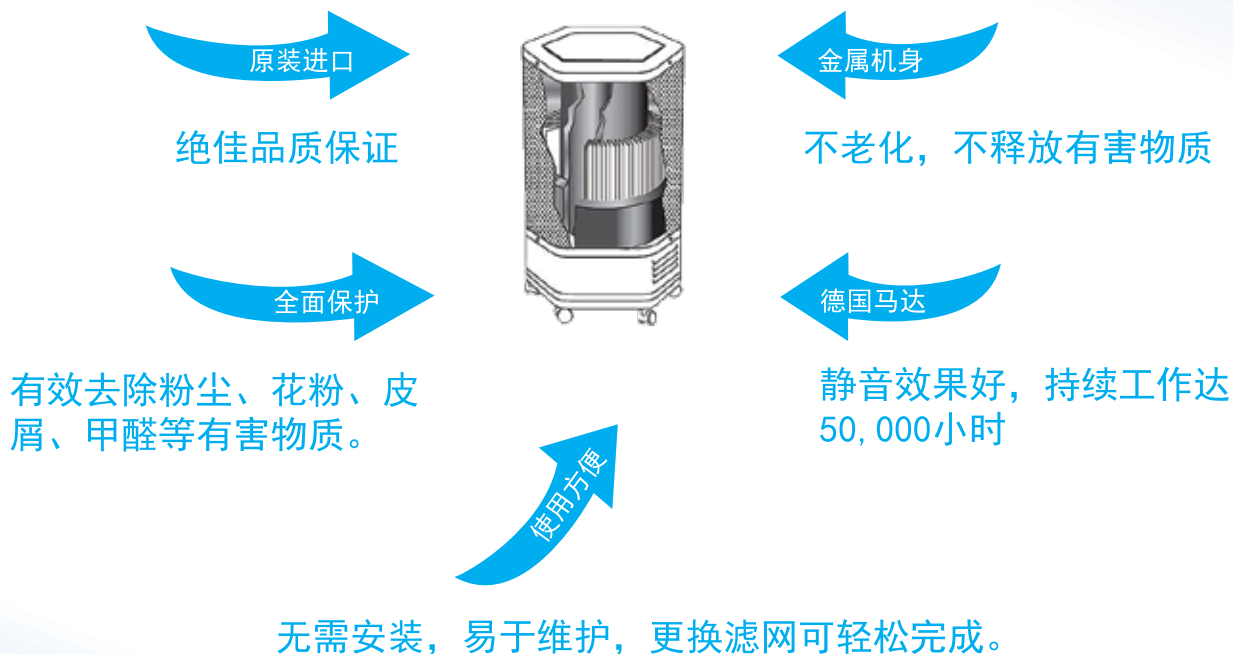 原装进口
绝佳品质保证
金属机身
不老化，不释放有害物质
全面保护
有效去除粉尘、花粉、皮
屑、甲醛等有害物质。
德国马达
静音效果好，持续工作达
50,000小时
使用方便
无需安装，易于维护，更换滤网可轻松完成。